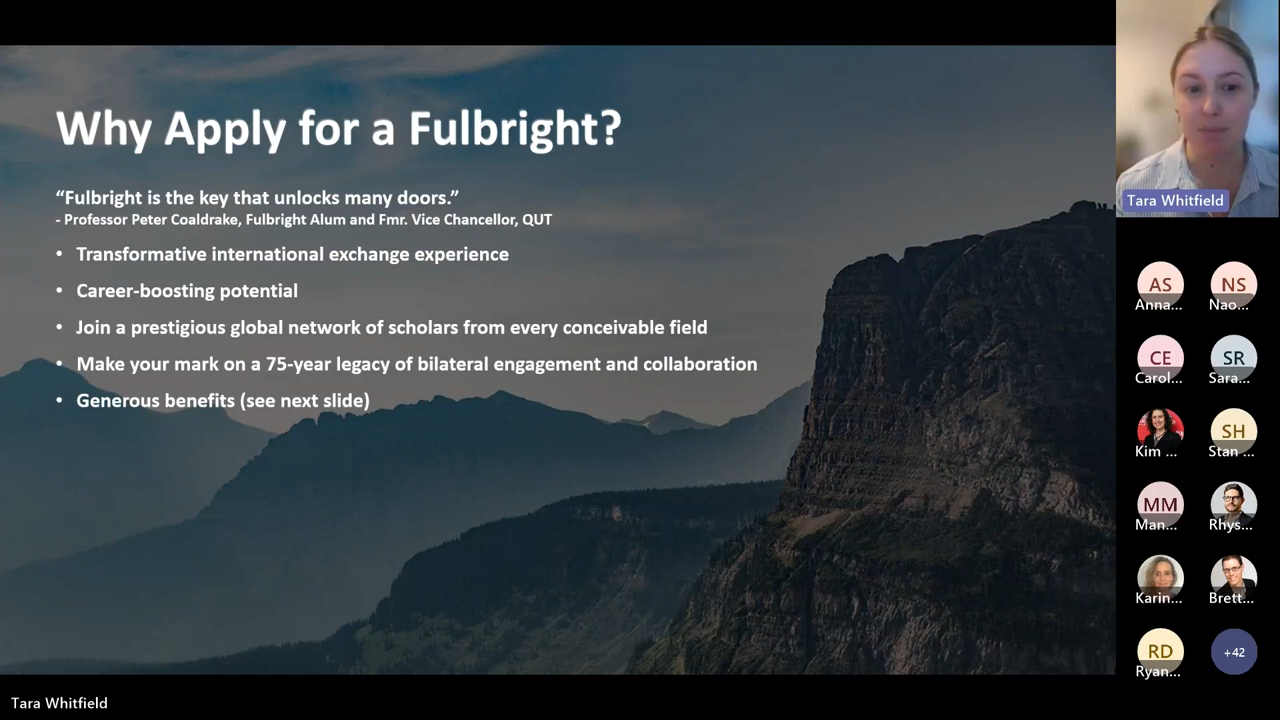 Why Apply for a Fulbright?
“Fulbright is the key that unlocks many doors.”
- Professor Peter Coaldrake, Fulbright Alum and Fmr. Vice Chancellor, QUT
• Transformative international exchange experience
• Career-boosting potential
• Join a prestigious global network of scholars from every conceivable field
• Make your mark on a 75-year legacy of bilateral engagement and collaboration
• Generous benefits (see next slide)
Tara Whitfield
AS NS
Anna... Nao...
CE SR
Carol... Sara...
SH
Kim ... Stan ...
MM
Man... Rhys...
Karin... Brett...
RD +42
Ryan...
Tara Whitfield